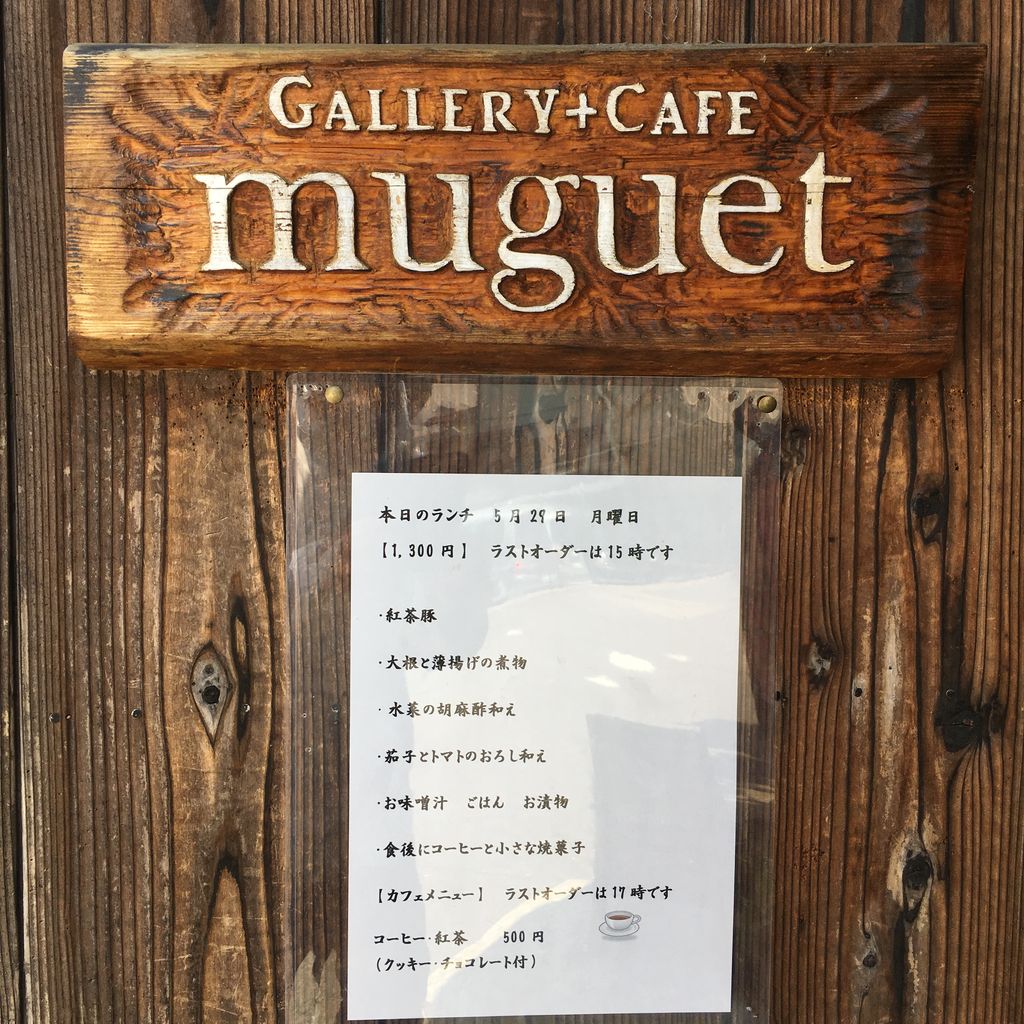 GALLERY+CAFE
muguet
本日のランチ 5月29日 月曜日
【1,300円】 ラストオーダーは15時です
・紅茶豚
・大根と薄揚げの煮物
・水菜の胡麻酢和え
・茄子とトマトのおろし和え
・お味噌汁 ごはん お漬物
・食後にコーヒーと小さな焼菓子
【カフェメニュー】 ラストオーダーは17時です
コーヒー・紅茶 500円
（クッキー・チョコレート付）